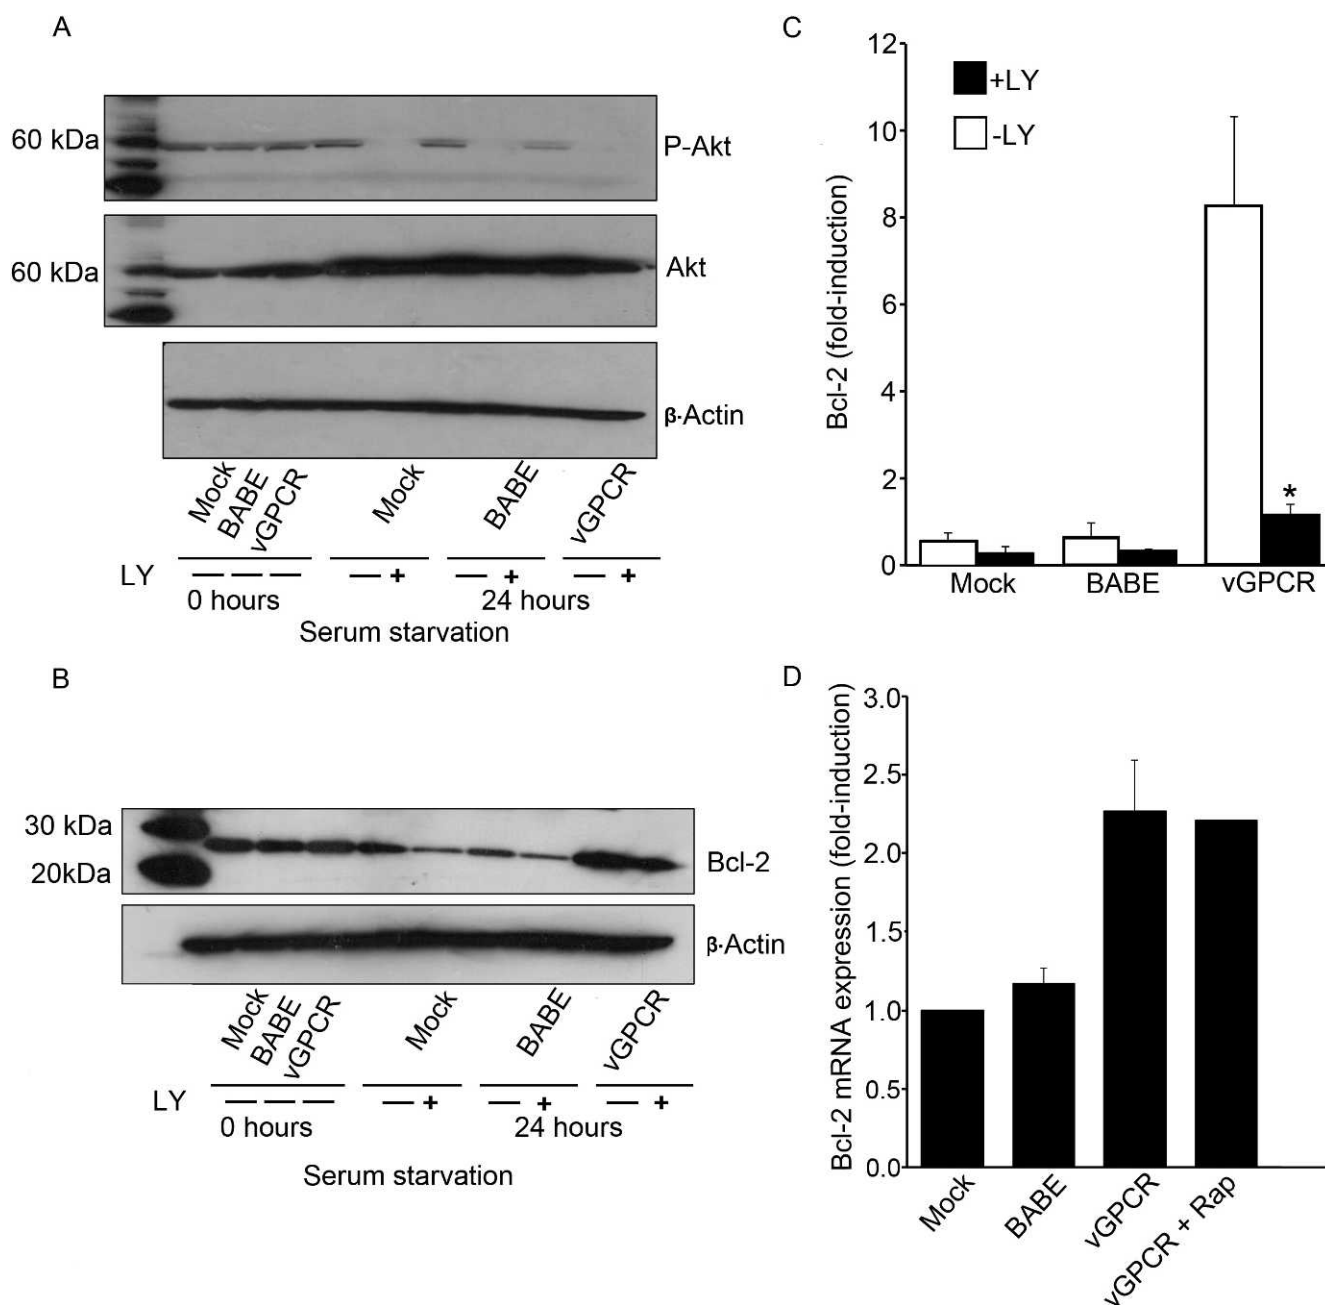 A
60 kDa
P-Akt
60 kDa
Akt
β-Actin
Mock BABE vGPCR Mock BABE vGPCR
LY — — — — + — + — +
0 hours 24 hours
Serum starvation
B
30 kDa
20kDa
Bcl-2
β-Actin
Mock BABE vGPCR Mock BABE vGPCR
LY — — — — + — + — +
0 hours 24 hours
Serum starvation
C
Bcl-2 (fold-induction)
12
10
8
6
4
2
0
+LY
-LY
*
Mock BABE vGPCR
D
Bcl-2 mRNA expression (fold-induction)
3.0
2.5
2.0
1.5
1.0
0.5
0.0
Mock BABE vGPCR vGPCR + Rap